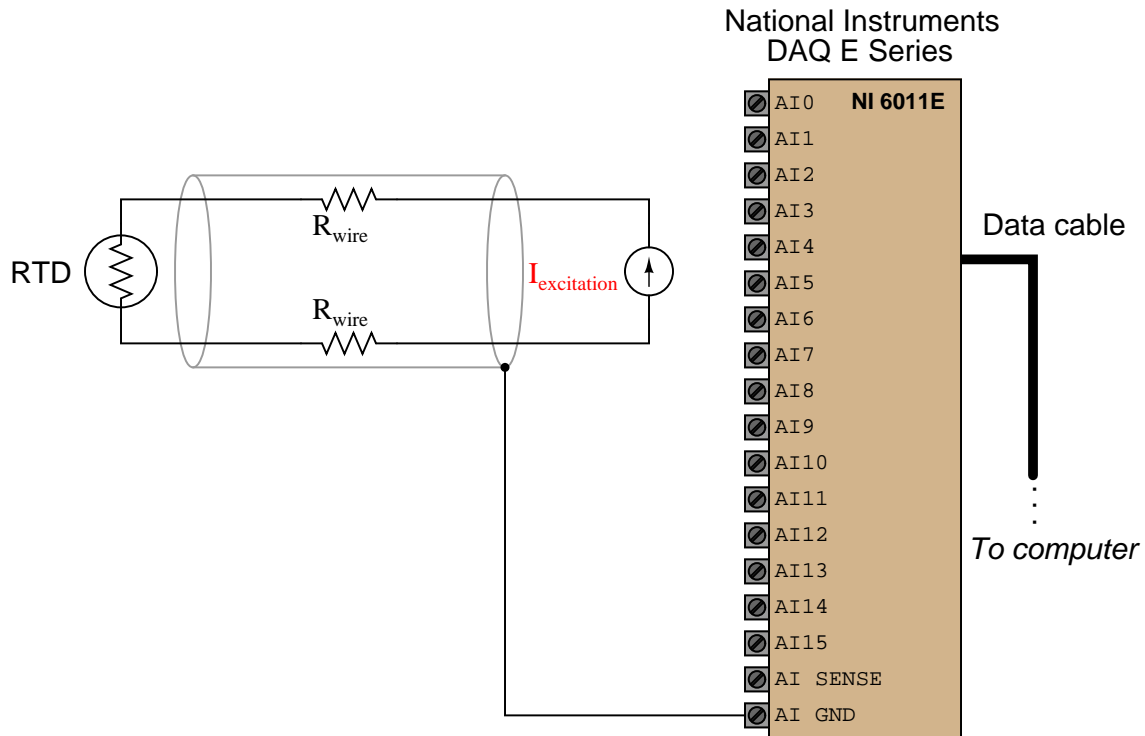 National Instruments
DAQ E Series
NI 6011E
AI0
AI1
AI2
AI3
AI4
AI5
AI6
AI7
AI8
AI9
AI10
AI11
AI12
AI13
AI14
AI15
AI SENSE
AI GND
RTD
Rwire
Rwire
Iexcitation
Data cable
To computer